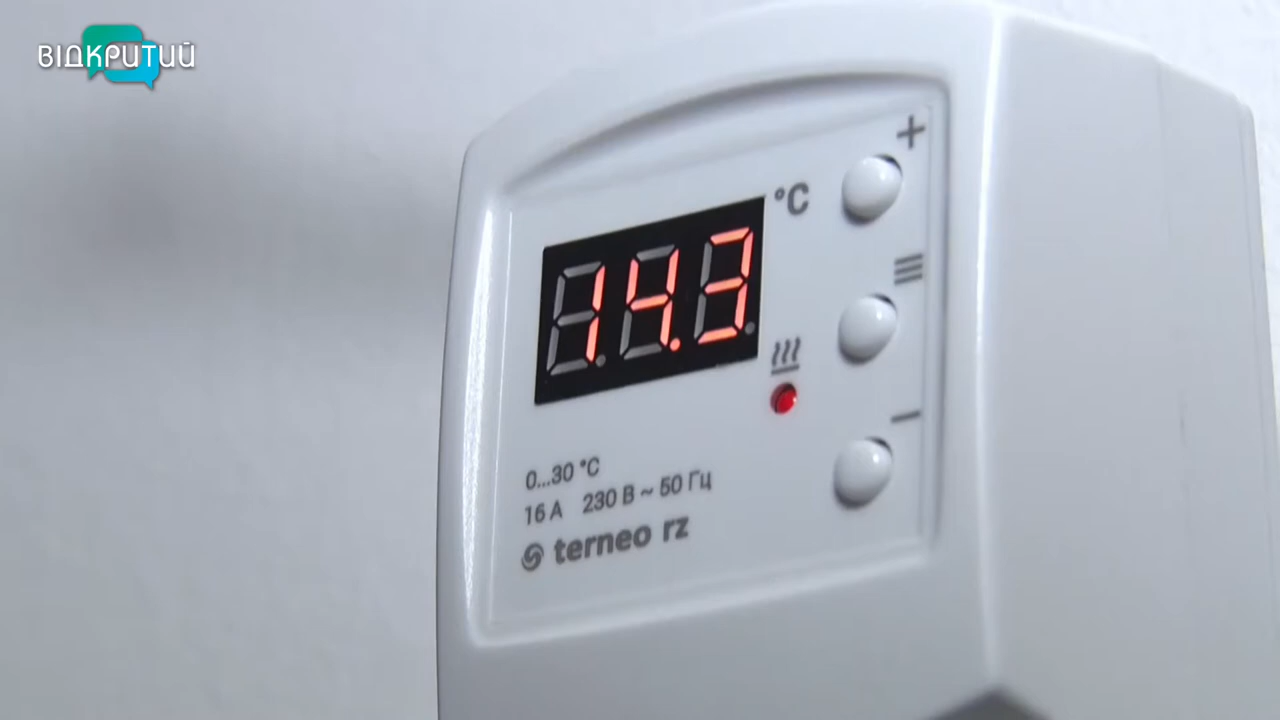 ВІДКРИТИЙ
+
°C
14.3
0...30 °C
16 A 230 В ~ 50 Гц
terneo rz